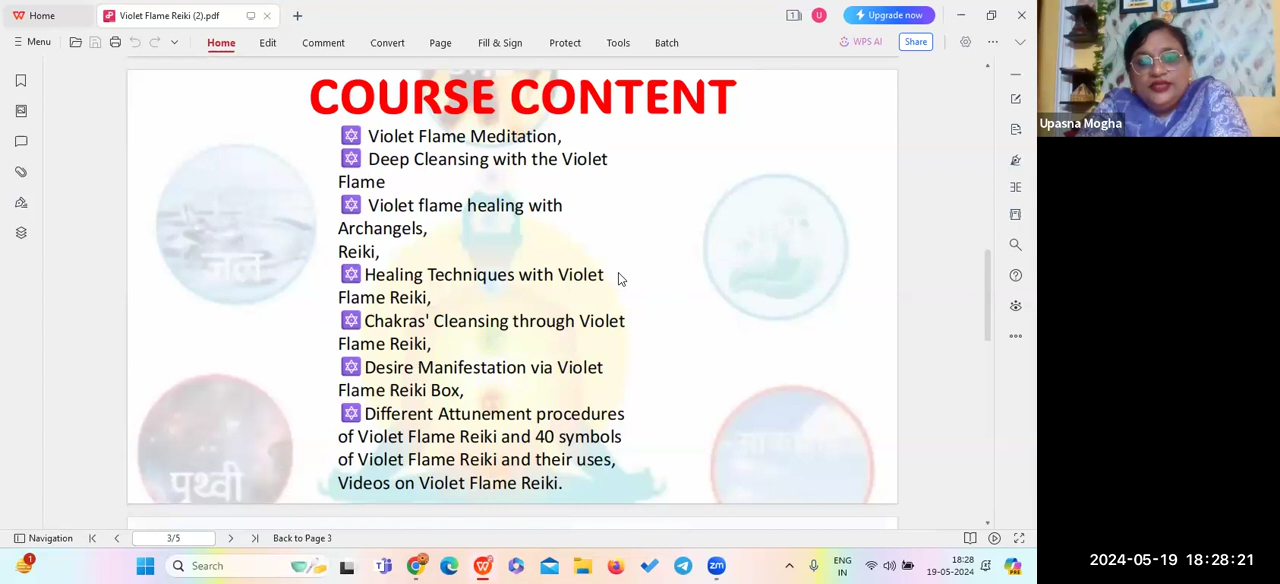 Home
Violet Flame Reiki (2).pdf
1
U
Upgrade now
Menu
Home
Edit
Comment
Convert
Page
Fill & Sign
Protect
Tools
Batch
WPS AI
Share
Upasna Mogha
COURSE CONTENT
Violet Flame Meditation,
Deep Cleansing with the Violet
Flame
Violet flame healing with
Archangels,
Reiki,
Healing Techniques with Violet
Flame Reiki,
Chakras' Cleansing through Violet
Flame Reiki,
Desire Manifestation via Violet
Flame Reiki Box,
Different Attunement procedures
of Violet Flame Reiki and 40 symbols
of Violet Flame Reiki and their uses,
Videos on Violet Flame Reiki.
जल
पृथ्वी
Navigation
3/5
Back to Page 3
1
Search
zm
ENG
IN
18:28
19-05-2024
PRE
2024-05-19 18:28:21